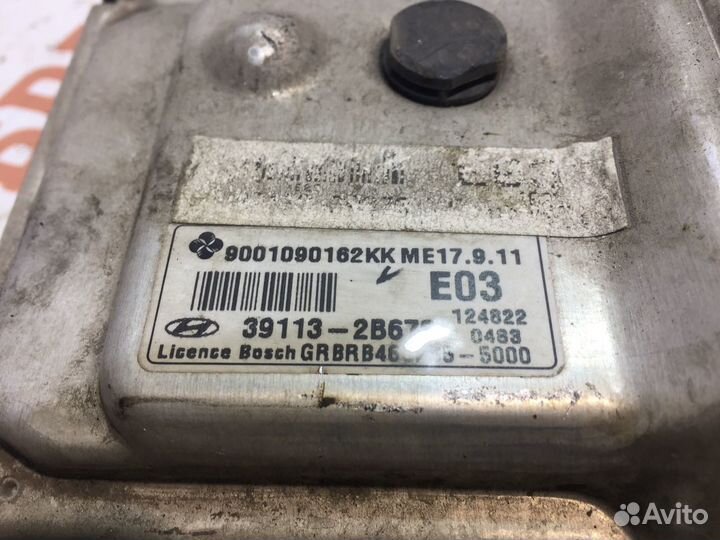 9001090162KK ME17.9.11
E03
39113-2B67 124822
0483
Licence Bosch GRBRB46 -5000
Avito